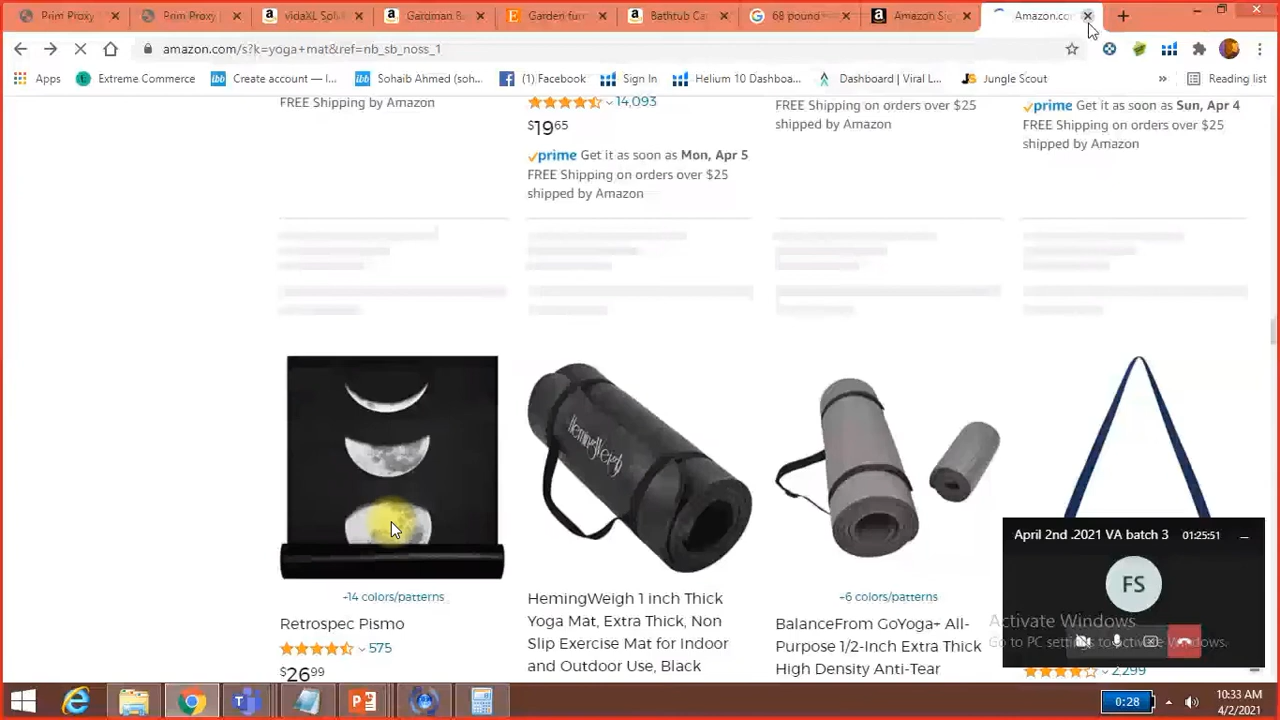 Prim Proxy
Prim Proxy
vidaXL Sol
Gardman R
Garden fur
Bathtub Ca
68 pound
Amazon Sig
Amazon.co
amazon.com/s?k=yoga+mat&ref=nb_sb_noss_1
Apps
Extreme Commerce
Create account — I...
Sohaib Ahmed (soh...
(1) Facebook
Sign In
Helium 10 Dashboa...
Dashboard | Viral L...
Jungle Scout
»
Reading list
FREE Shipping by Amazon
14,093
$19.65
prime Get it as soon as Mon, Apr 5
FREE Shipping on orders over $25
shipped by Amazon
FREE Shipping on orders over $25
shipped by Amazon
prime Get it as soon as Sun, Apr 4
FREE Shipping on orders over $25
shipped by Amazon
HemingWeigh
+14 colors/patterns
Retrospec Pismo
575
$26.99
HemingWeigh 1 inch Thick
Yoga Mat, Extra Thick, Non
Slip Exercise Mat for Indoor
and Outdoor Use, Black
+6 colors/patterns
BalanceFrom GoYoga+ All-
Purpose 1/2-Inch Extra Thick
High Density Anti-Tear
2,299
April 2nd .2021 VA batch 3
01:25:51
FS
Activate Windows
Go to PC settings to activate Windows.
0:28
10:33 AM
4/2/2021